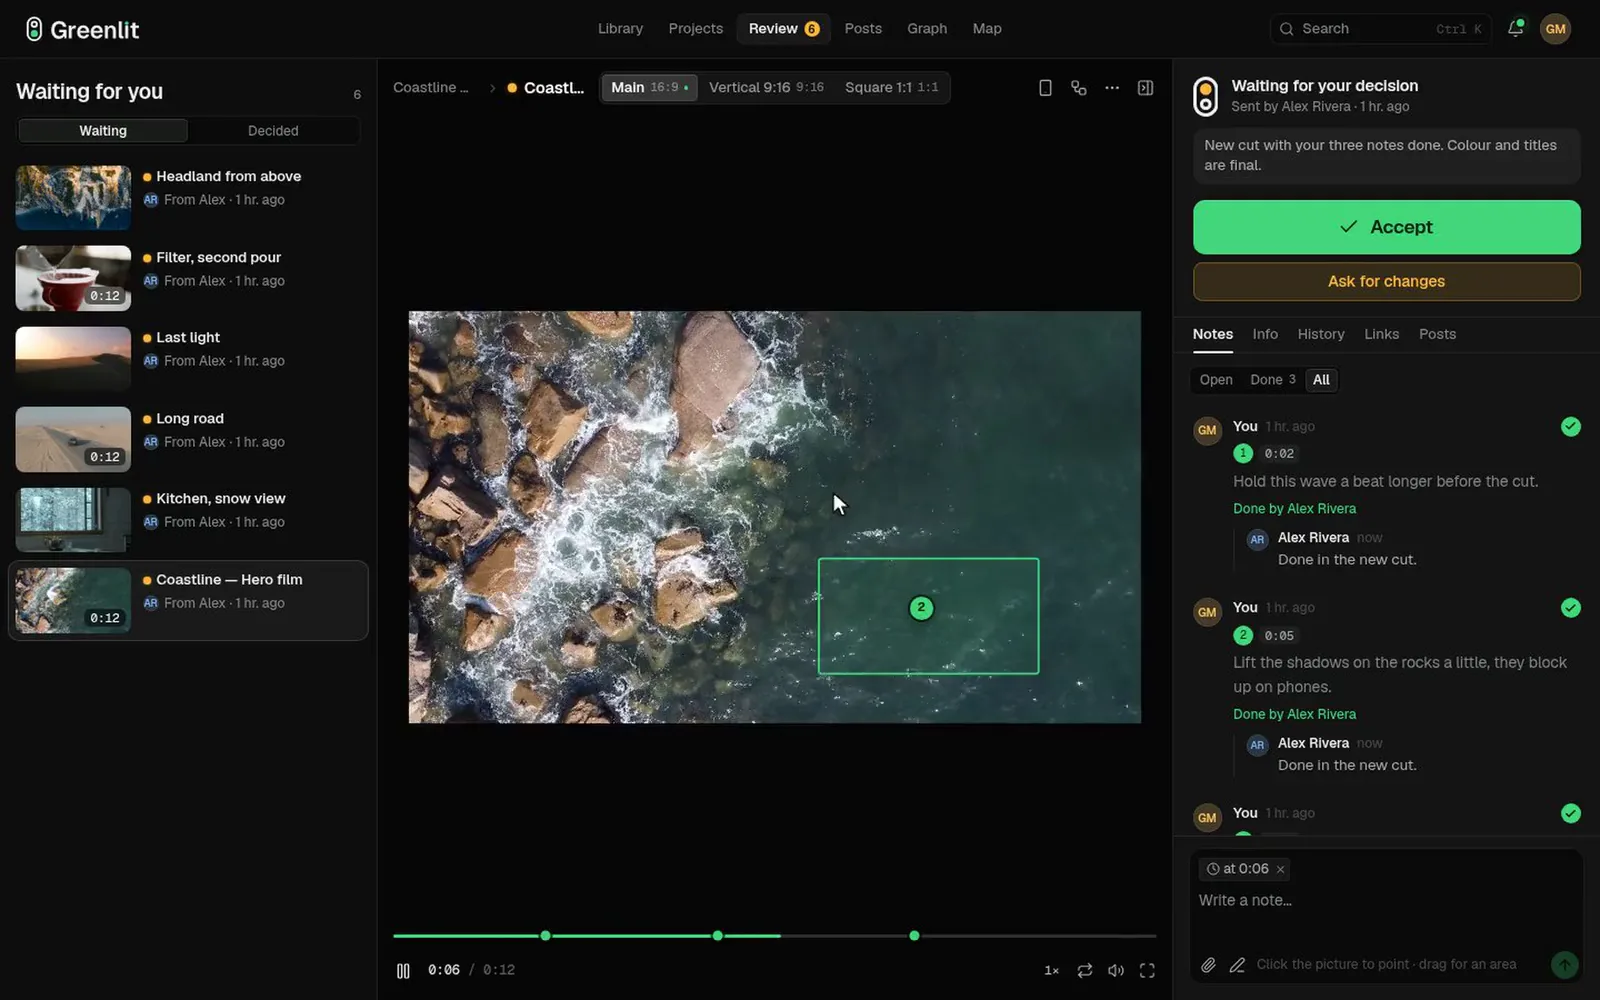 Greenlit
Library
Projects
Review 6
Posts
Graph
Map
Search
Ctrl K
GM
Waiting for you
6
Waiting
Decided
Headland from above
AR From Alex · 1 hr. ago
Filter, second pour
AR From Alex · 1 hr. ago
0:12
Last light
AR From Alex · 1 hr. ago
Long road
AR From Alex · 1 hr. ago
0:12
Kitchen, snow view
AR From Alex · 1 hr. ago
Coastline — Hero film
AR From Alex · 1 hr. ago
0:12
Coastline ...
Coastl...
Main 16:9
Vertical 9:16 9:16
Square 1:1 1:1
2
0:06 / 0:12
1×
Waiting for your decision
Sent by Alex Rivera · 1 hr. ago
New cut with your three notes done. Colour and titles
are final.
Accept
Ask for changes
Notes
Info
History
Links
Posts
Open
Done 3
All
GM You 1 hr. ago
1 0:02
Hold this wave a beat longer before the cut.
Done by Alex Rivera
AR Alex Rivera now
Done in the new cut.
GM You 1 hr. ago
2 0:05
Lift the shadows on the rocks a little, they block
up on phones.
Done by Alex Rivera
AR Alex Rivera now
Done in the new cut.
GM You 1 hr. ago
at 0:06 ×
Write a note...
Click the picture to point · drag for an area